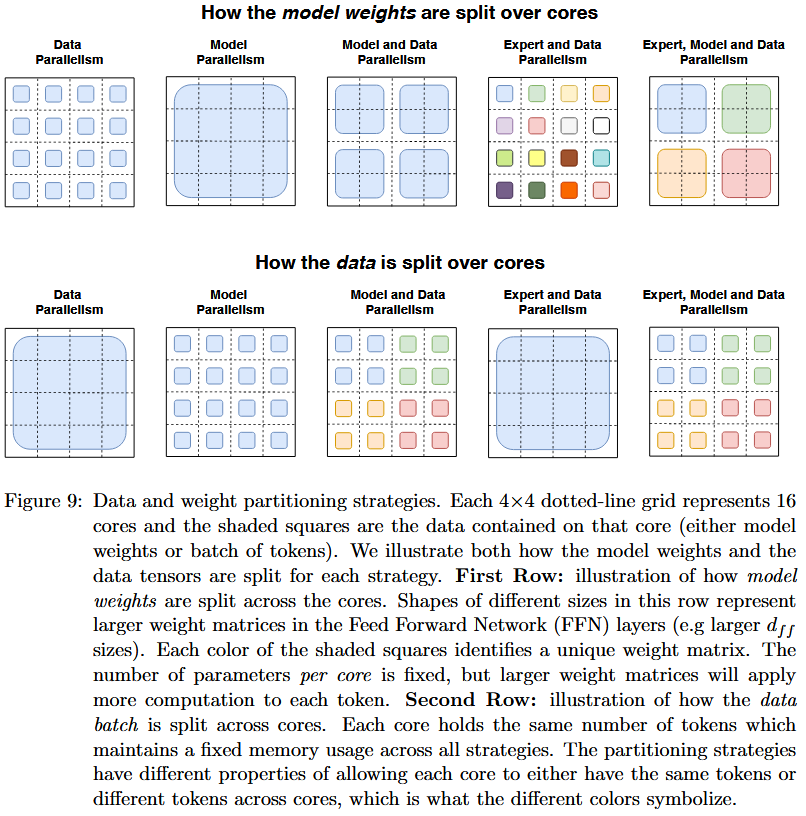 How the model weights are split over cores
Data Parallelism
Model Parallelism
Model and Data Parallelism
Expert and Data Parallelism
Expert, Model and Data Parallelism
How the data is split over cores
Data Parallelism
Model Parallelism
Model and Data Parallelism
Expert and Data Parallelism
Expert, Model and Data Parallelism
Figure 9: Data and weight partitioning strategies. Each 4×4 dotted-line grid represents 16
cores and the shaded squares are the data contained on that core (either model
weights or batch of tokens). We illustrate both how the model weights and the
data tensors are split for each strategy. First Row: illustration of how model
weights are split across the cores. Shapes of different sizes in this row represent
larger weight matrices in the Feed Forward Network (FFN) layers (e.g larger d_ff
sizes). Each color of the shaded squares identifies a unique weight matrix. The
number of parameters per core is fixed, but larger weight matrices will apply
more computation to each token. Second Row: illustration of how the data
batch is split across cores. Each core holds the same number of tokens which
maintains a fixed memory usage across all strategies. The partitioning strategies
have different properties of allowing each core to either have the same tokens or
different tokens across cores, which is what the different colors symbolize.